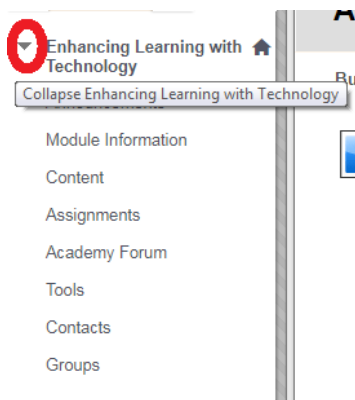 Enhancing Learning with
Technology
Collapse Enhancing Learning with Technology
Module Information
Content
Assignments
Academy Forum
Tools
Contacts
Groups